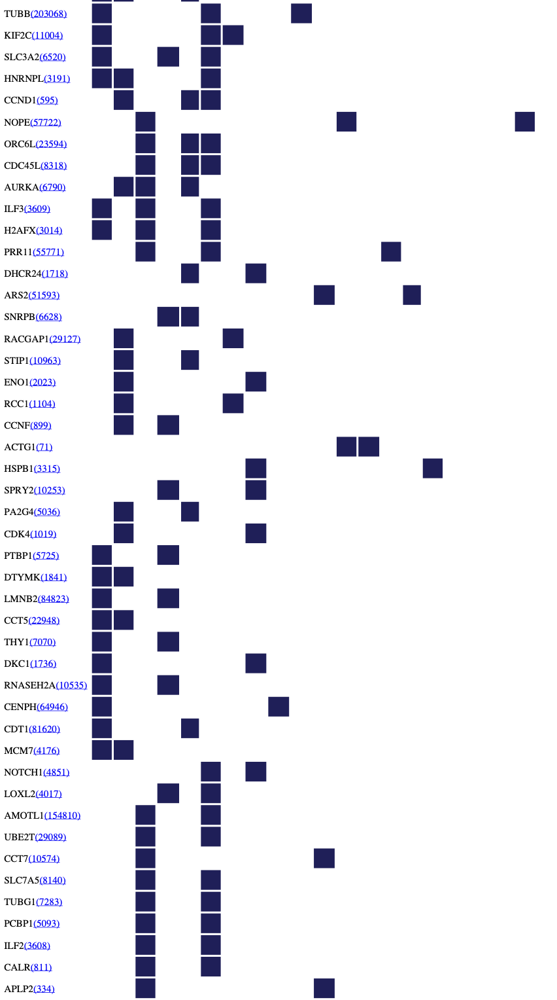 TUBB(203068)
KIF2C(11004)
SLC3A2(6520)
HNRNPL(3191)
CCND1(595)
NOPE(57722)
ORC6L(23594)
CDC45L(8318)
AURKA(6790)
ILF3(3609)
H2AFX(3014)
PRR11(55771)
DHCR24(1718)
ARS2(51593)
SNRPB(6628)
RACGAP1(29127)
STIP1(10963)
ENO1(2023)
RCC1(1104)
CCNF(899)
ACTG1(71)
HSPB1(3315)
SPRY2(10253)
PA2G4(5036)
CDK4(1019)
PTBP1(5725)
DTYMK(1841)
LMNB2(84823)
CCT5(22948)
THY1(7070)
DKC1(1736)
RNASEH2A(10535)
CENPH(64946)
CDT1(81620)
MCM7(4176)
NOTCH1(4851)
LOXL2(4017)
AMOTL1(154810)
UBE2T(29089)
CCT7(10574)
SLC7A5(8140)
TUBG1(7283)
PCBP1(5093)
ILF2(3608)
CALR(811)
APLP2(334)